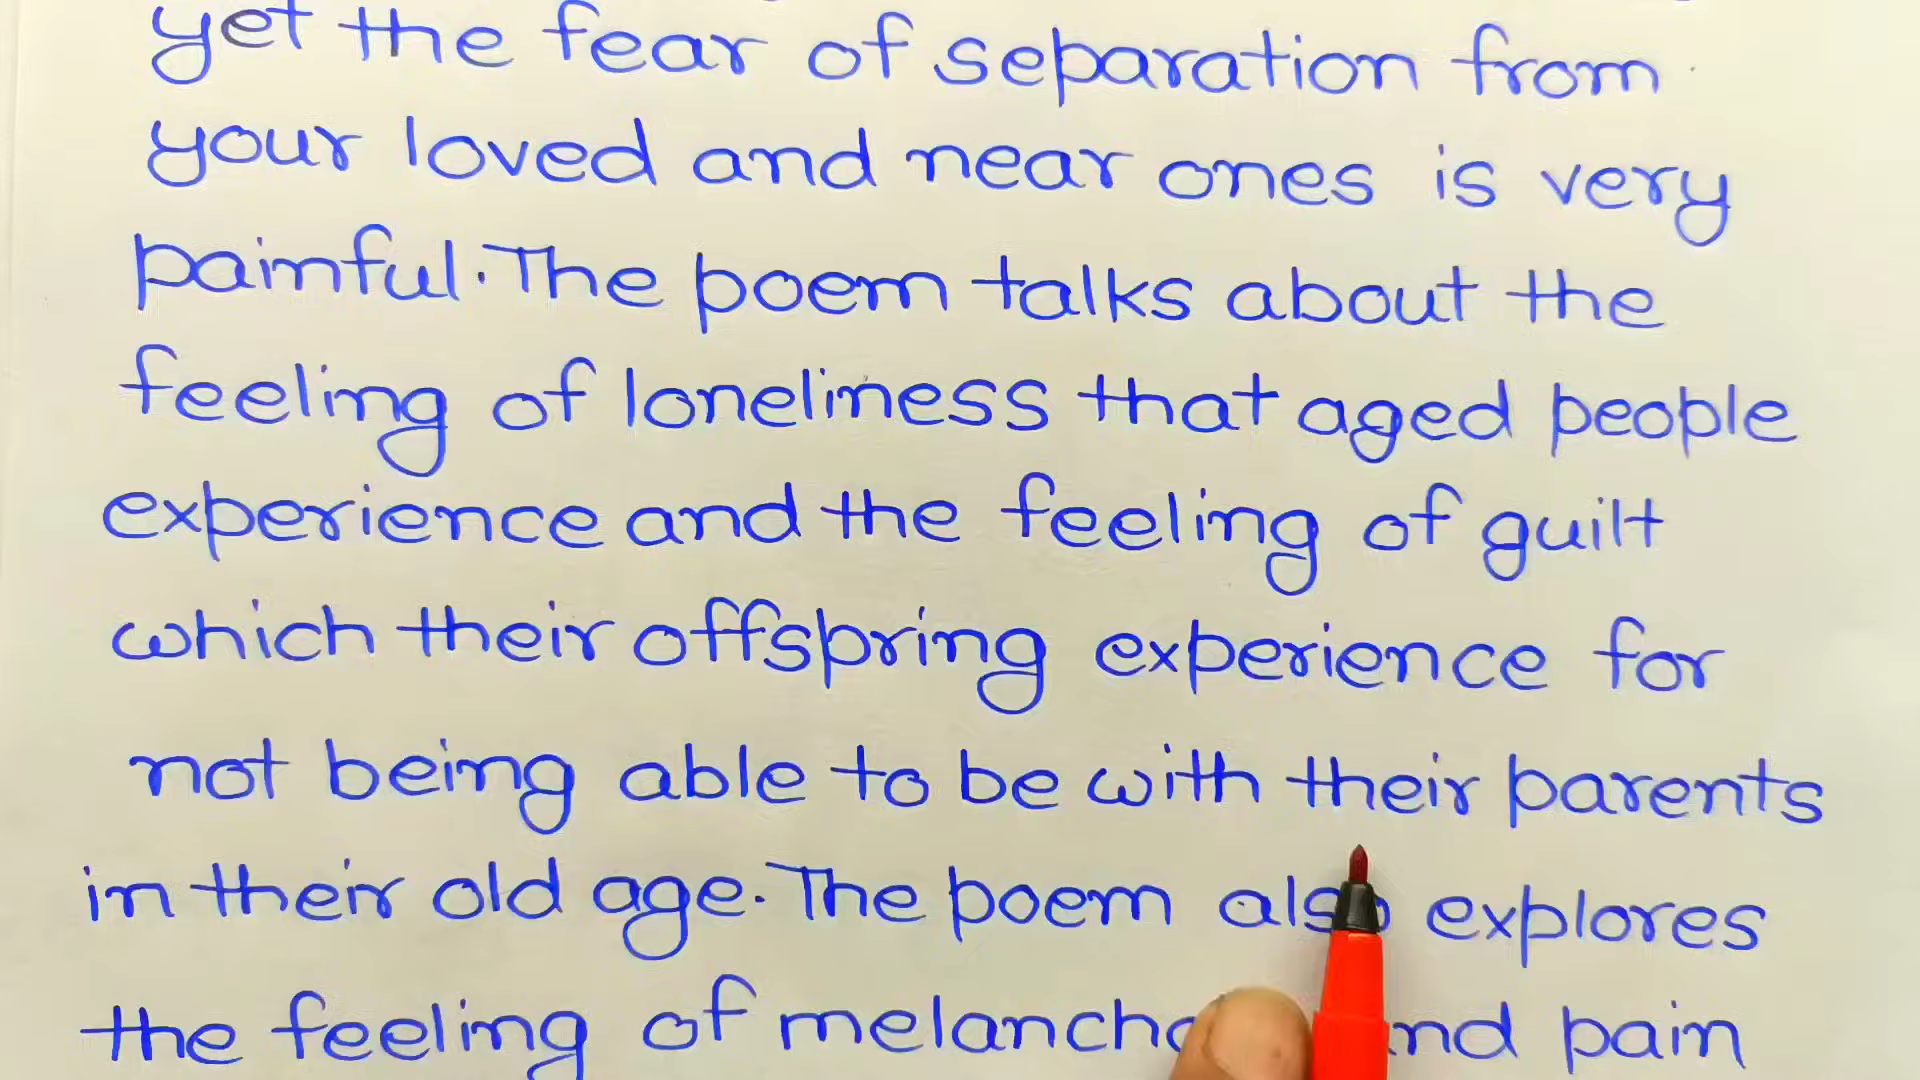 yet the fear of separation from
your loved and near ones is very
painful. The poem talks about the
feeling of loneliness that aged people
experience and the feeling of guilt
which their offspring experience for
not being able to be with their parents
in their old age. The poem also explores
the feeling of pain